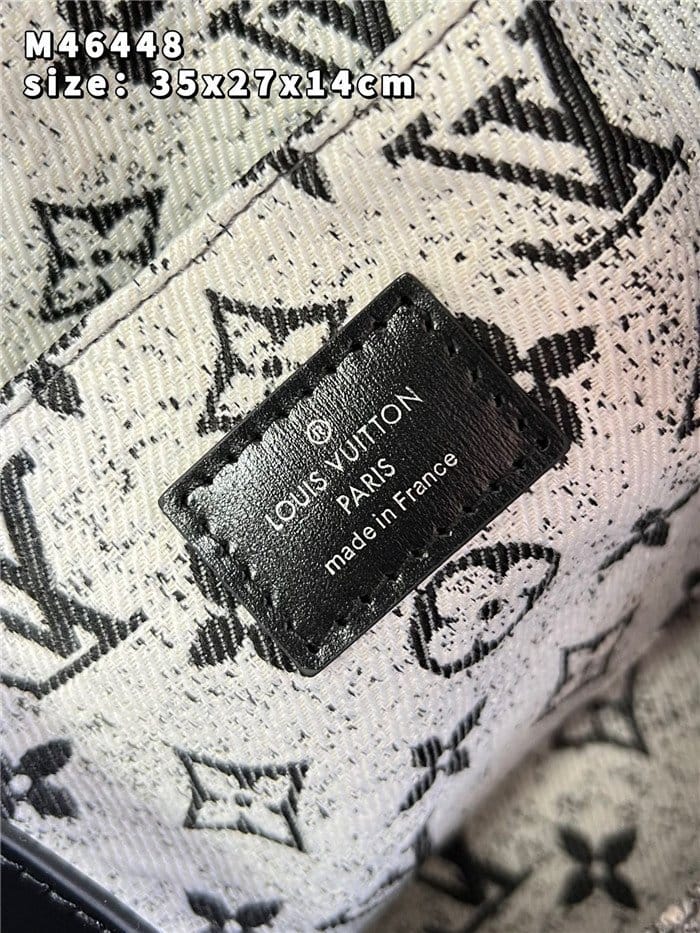 M46448
size: 35x27x14cm
®
LOUIS VUITTON
PARIS
made in France